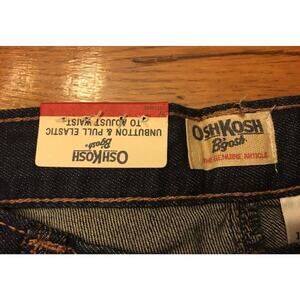 OSHKOSH
B'gosh
UNBUTTON & PULL ELASTIC
TO ADJUST WAIST.
OSHKOSH
B'gosh
THE GENUINE ARTICLE